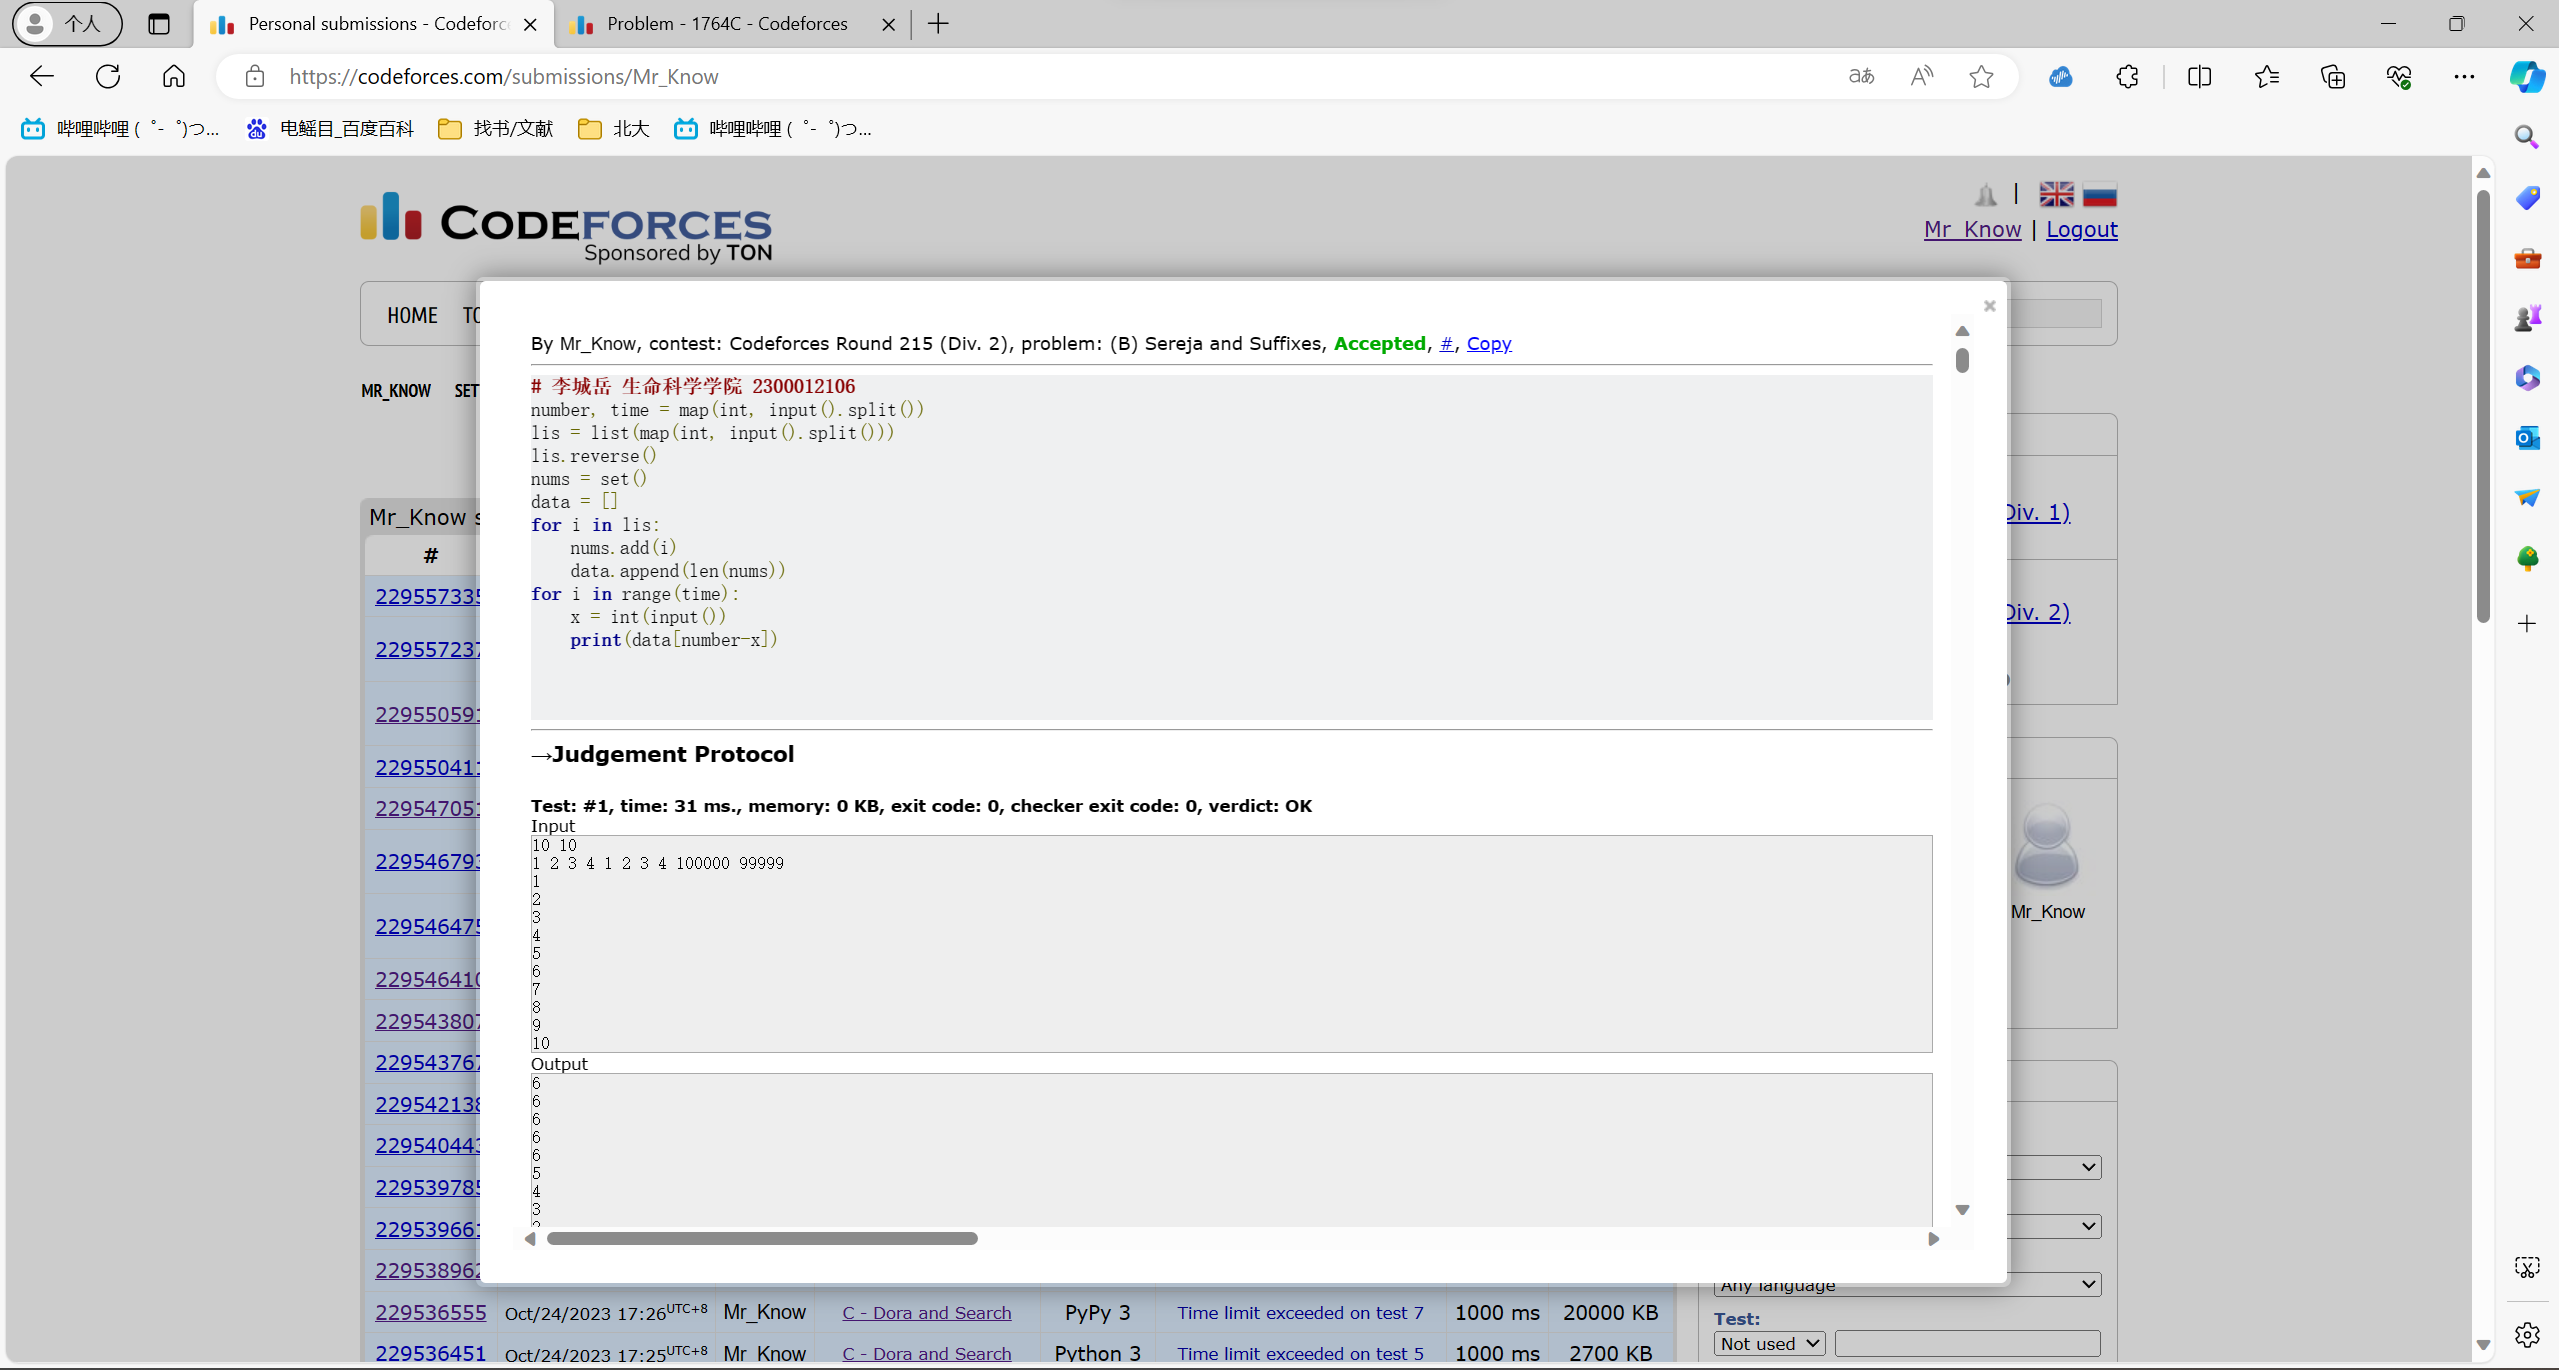 个人
Personal submissions - Codeforc
Problem - 1764C - Codeforces
https://codeforces.com/submissions/Mr_Know
哔哩哔哩 ( ゜- ゜)つ...
电鳐目_百度百科
找书/文献
北大
哔哩哔哩 ( ゜- ゜)つ...
CODEFORCES
Sponsored by TON
Mr_Know | Logout
HOME
MR_KNOW SET
Mr_Know s
#
By Mr_Know, contest: Codeforces Round 215 (Div. 2), problem: (B) Sereja and Suffixes, Accepted, #, Copy
# 李城岳 生命科学学院 2300012106
number, time = map(int, input().split())
lis = list(map(int, input().split()))
lis.reverse()
nums = set()
data = []
for i in lis:
    nums.add(i)
    data.append(len(nums))
for i in range(time):
    x = int(input())
    print(data[number-x])
→Judgement Protocol
Test: #1, time: 31 ms., memory: 0 KB, exit code: 0, checker exit code: 0, verdict: OK
Input
10 10
1 2 3 4 1 2 3 4 100000 99999
1
2
3
4
5
6
7
8
9
10
Output
6
6
6
6
6
5
4
3
229557335
229557237
229550591
229550411
229547051
229546793
229546475
229546410
229543807
229543767
229542138
229540443
229539785
229539661
229538962
229536555 Oct/24/2023 17:26UTC+8 Mr_Know C - Dora and Search PyPy 3 Time limit exceeded on test 7 1000 ms 20000 KB
229536451 Oct/24/2023 17:25UTC+8 Mr_Know C - Dora and Search Python 3 Time limit exceeded on test 5 1000 ms 2700 KB
Div. 1)
Div. 2)
Mr_Know
Any language
Test:
Not used